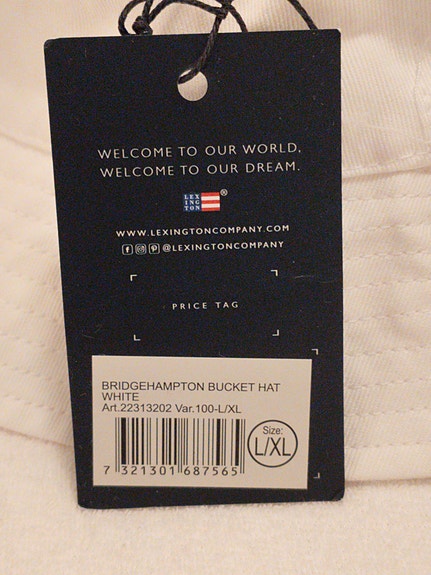 WELCOME TO OUR WORLD,
WELCOME TO OUR DREAM.
LEX
ING
TON
®
WWW.LEXINGTONCOMPANY.COM
@LEXINGTONCOMPANY
PRICE TAG
BRIDGEHAMPTON BUCKET HAT
WHITE
Art.22313202 Var.100-L/XL
Size:
L/XL
7 321301 687565